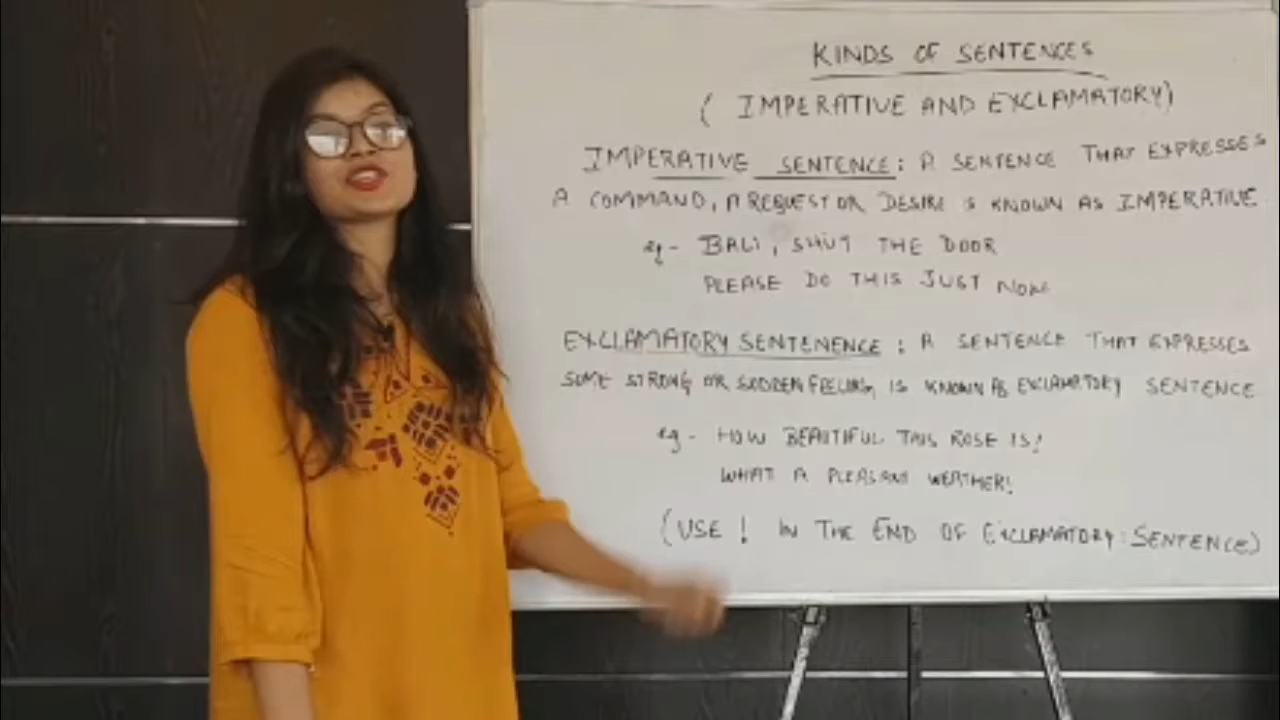 KINDS OF SENTENCES
( IMPERATIVE AND EXCLAMATORY)
IMPERATIVE SENTENCE : A SENTENCE THAT EXPRESSES
A COMMAND, A REQUEST OR DESIRE IS KNOWN AS IMPERATIVE
eg - BALI, SHUT THE DOOR
PLEASE DO THIS JUST NOW
EXCLAMATORY SENTENENCE : A SENTENCE THAT EXPRESSES
SOME STRONG OR SUDDEN FEELING IS KNOWN AS EXCLAMATORY SENTENCE
eg - HOW BEAUTIFUL THIS ROSE IS!
WHAT A PLEASANT WEATHER!
(USE ! IN THE END OF EXCLAMATORY SENTENCE)